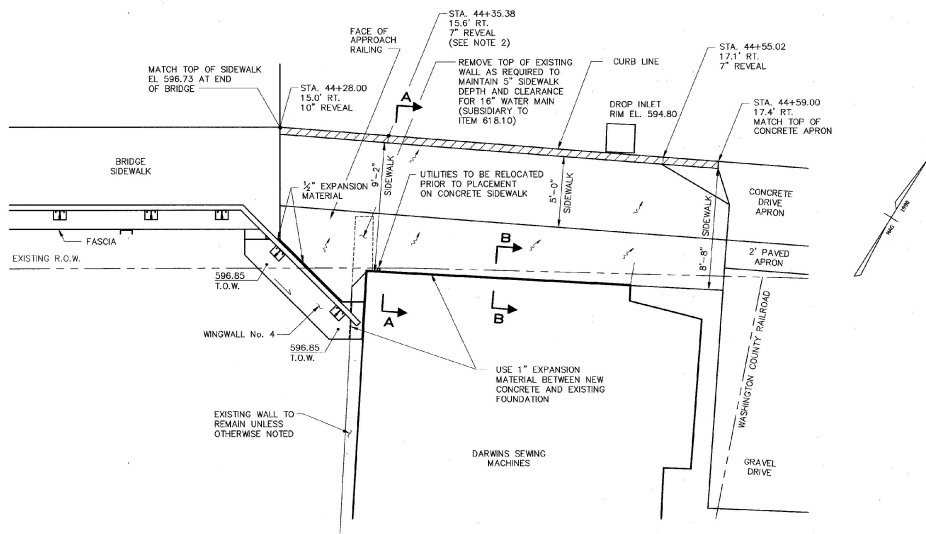 STA. 44+35.38
15.6' RT.
7" REVEAL
(SEE NOTE 2)
FACE OF
APPROACH
RAILING
REMOVE TOP OF EXISTING
WALL AS REQUIRED TO
MAINTAIN 5" SIDEWALK
DEPTH AND CLEARANCE
FOR 16" WATER MAIN
(SUBSIDIARY TO
ITEM 618.10)
STA. 44+55.02
17.1' RT.
7" REVEAL
CURB LINE
MATCH TOP OF SIDEWALK
EL 596.73 AT END
OF BRIDGE
STA. 44+28.00
15.0' RT.
10" REVEAL
A
DROP INLET
RIM EL. 594.80
STA. 44+59.00
17.4' RT.
MATCH TOP OF
CONCRETE APRON
BRIDGE
SIDEWALK
½" EXPANSION
MATERIAL
9'-2"
SIDEWALK
UTILITIES TO BE RELOCATED
PRIOR TO PLACEMENT
ON CONCRETE SIDEWALK
5'-0"
SIDEWALK
8'-8"
SIDEWALK
CONCRETE
DRIVE
APRON
MAG 1990
FASCIA
B
2' PAVED
APRON
EXISTING R.O.W.
596.85
T.O.W.
A
B
WINGWALL No. 4
596.85
T.O.W.
USE 1" EXPANSION
MATERIAL BETWEEN NEW
CONCRETE AND EXISTING
FOUNDATION
WASHINGTON COUNTY RAILROAD
EXISTING WALL TO
REMAIN UNLESS
OTHERWISE NOTED
DARWINS SEWING
MACHINES
GRAVEL
DRIVE